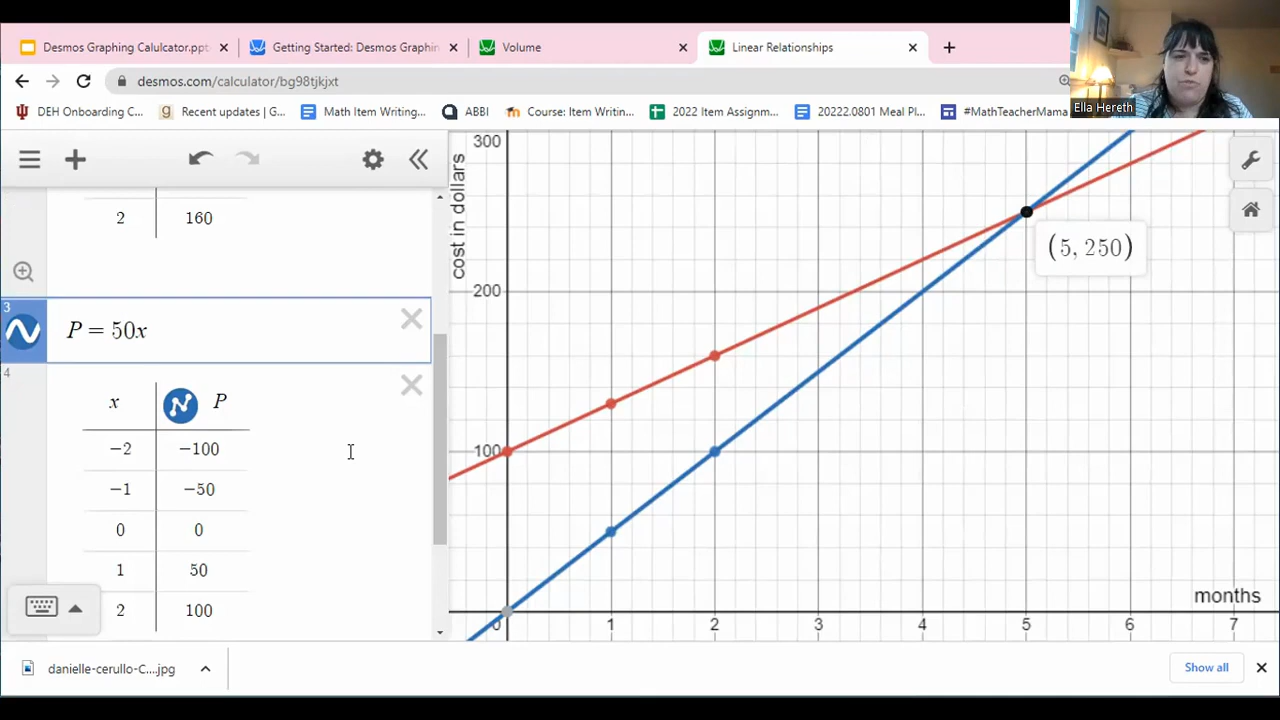 Desmos Graphing Calulcator.ppt
Getting Started: Desmos Graphin
Volume
Linear Relationships
desmos.com/calculator/bg98tjkjxt
Ella Hereth
DEH Onboarding C...
Recent updates | G...
Math Item Writing...
ABBI
Course: Item Writin...
2022 Item Assignm...
20222.0801 Meal Pl...
#MathTeacherMama
2 160
3
P = 50x
4
x P
−2 −100
−1 −50
0 0
1 50
2 100
cost in dollars
300
200
100
(5, 250)
months
0 1 2 3 4 5 6 7
danielle-cerullo-C....jpg
Show all